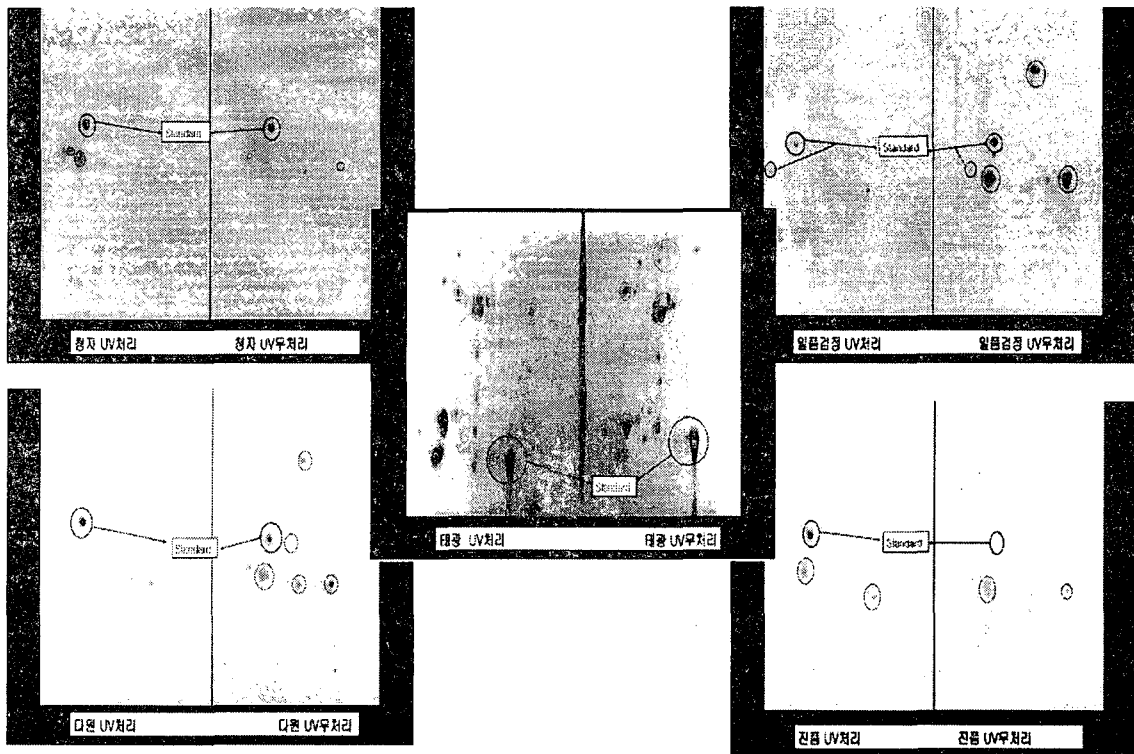 Standard
청자 UV처리 청자 UV무처리
Standard
일품검정 UV처리 일품검정 UV무처리
Standard
태광 UV처리 태광 UV무처리
Standard
다원 UV처리 다원 UV무처리
Standard
진품 UV처리 진품 UV무처리